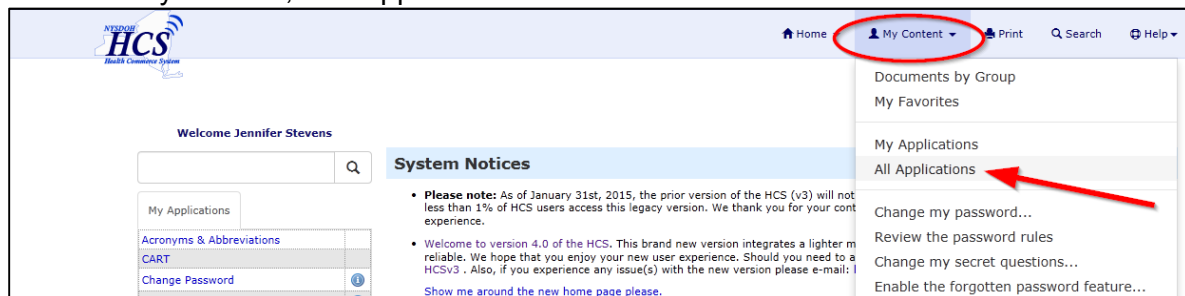 NYSDOH
HCS
Health Commerce System
Home
My Content
Print
Search
Help
Documents by Group
My Favorites
My Applications
All Applications
Change my password...
Review the password rules
Change my secret questions...
Enable the forgotten password feature...
Welcome Jennifer Stevens
My Applications
Acronyms & Abbreviations
CART
Change Password
System Notices
Please note: As of January 31st, 2015, the prior version of the HCS (v3) will not
less than 1% of HCS users access this legacy version. We thank you for your cont
experience.
Welcome to version 4.0 of the HCS. This brand new version integrates a lighter m
reliable. We hope that you enjoy your new user experience. Should you need to a
HCSv3 . Also, if you experience any issue(s) with the new version please e-mail:
Show me around the new home page please.